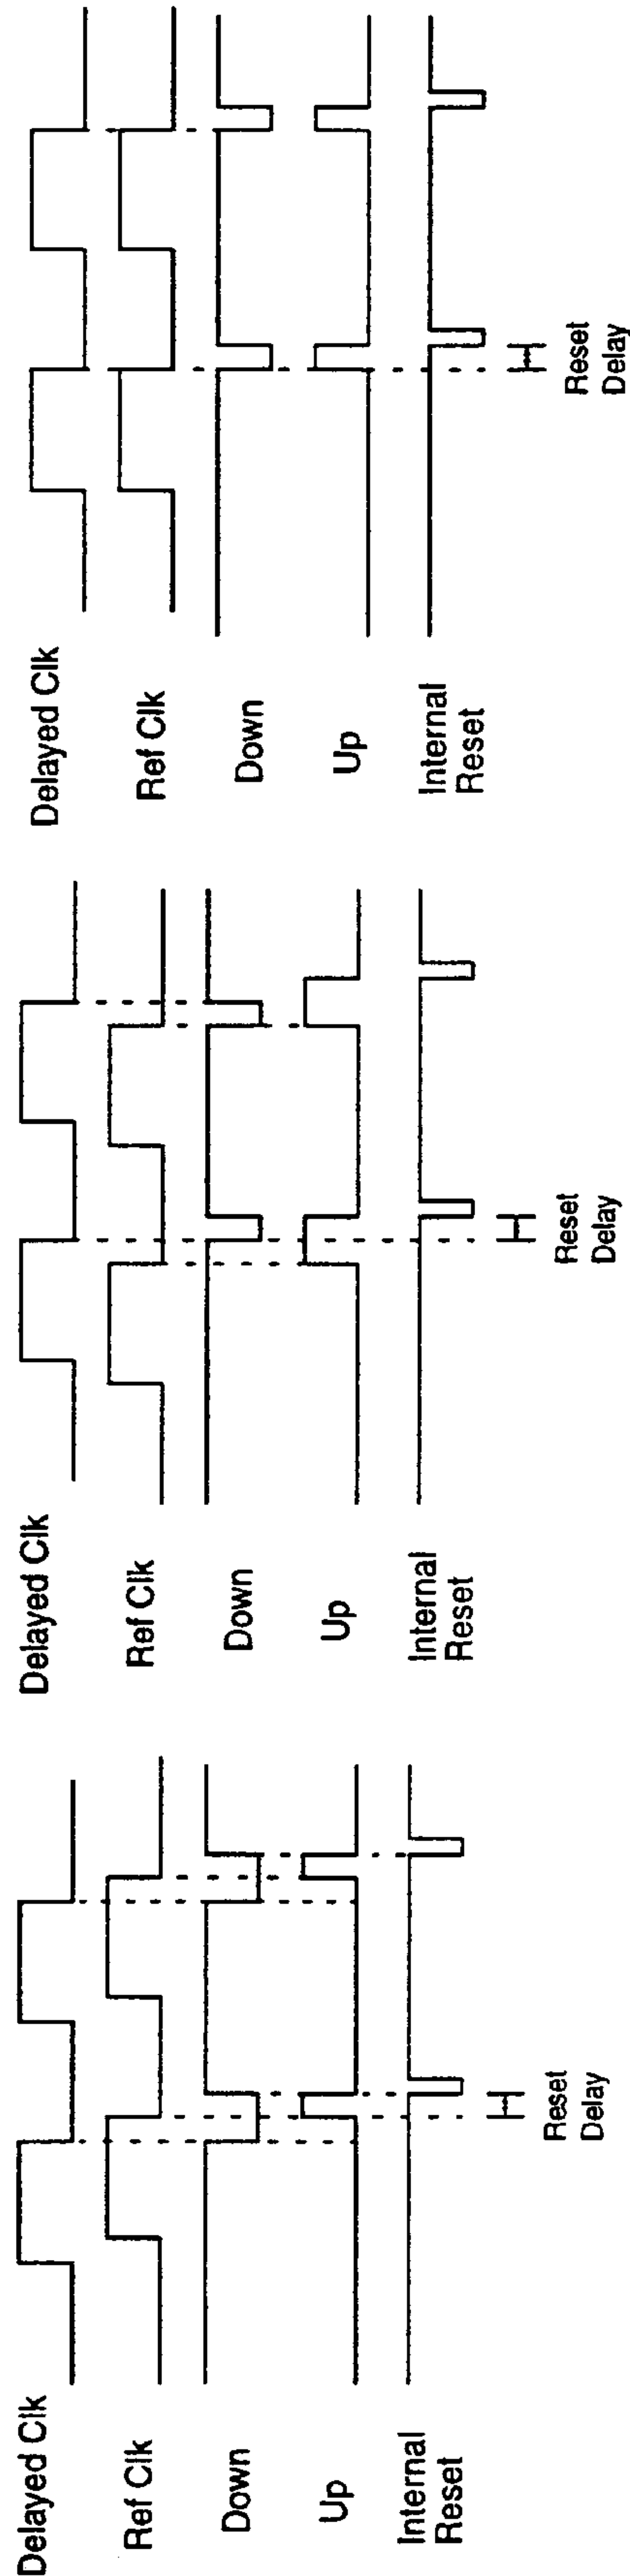 Delayed Clk
Ref Clk
Down
Up
Internal
Reset
Reset
Delay
Delayed Clk
Ref Clk
Down
Up
Internal
Reset
Reset
Delay
Delayed Clk
Ref Clk
Down
Up
Internal
Reset
Reset
Delay